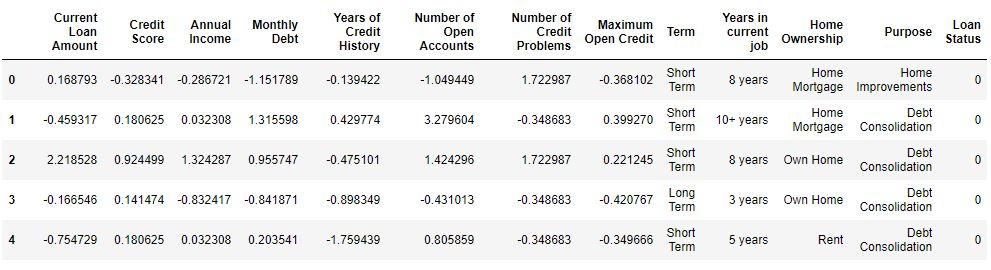 Current Loan Amount Credit Score Annual Income Monthly Debt Years of Credit History Number of Open Accounts Number of Credit Problems Maximum Open Credit Term Years in current job Home Ownership Purpose Loan Status
0 0.168793 -0.328341 -0.286721 -1.151789 -0.139422 -1.049449 1.722987 -0.368102 Short Term 8 years Home Mortgage Home Improvements 0
1 -0.459317 0.180625 0.032308 1.315598 0.429774 3.279604 -0.348683 0.399270 Short Term 10+ years Home Mortgage Debt Consolidation 0
2 2.218528 0.924499 1.324287 0.955747 -0.475101 1.424296 1.722987 0.221245 Short Term 8 years Own Home Debt Consolidation 0
3 -0.166546 0.141474 -0.832417 -0.841871 -0.898349 -0.431013 -0.348683 -0.420767 Long Term 3 years Own Home Debt Consolidation 0
4 -0.754729 0.180625 0.032308 0.203541 -1.759439 0.805859 -0.348683 -0.349666 Short Term 5 years Rent Debt Consolidation 0